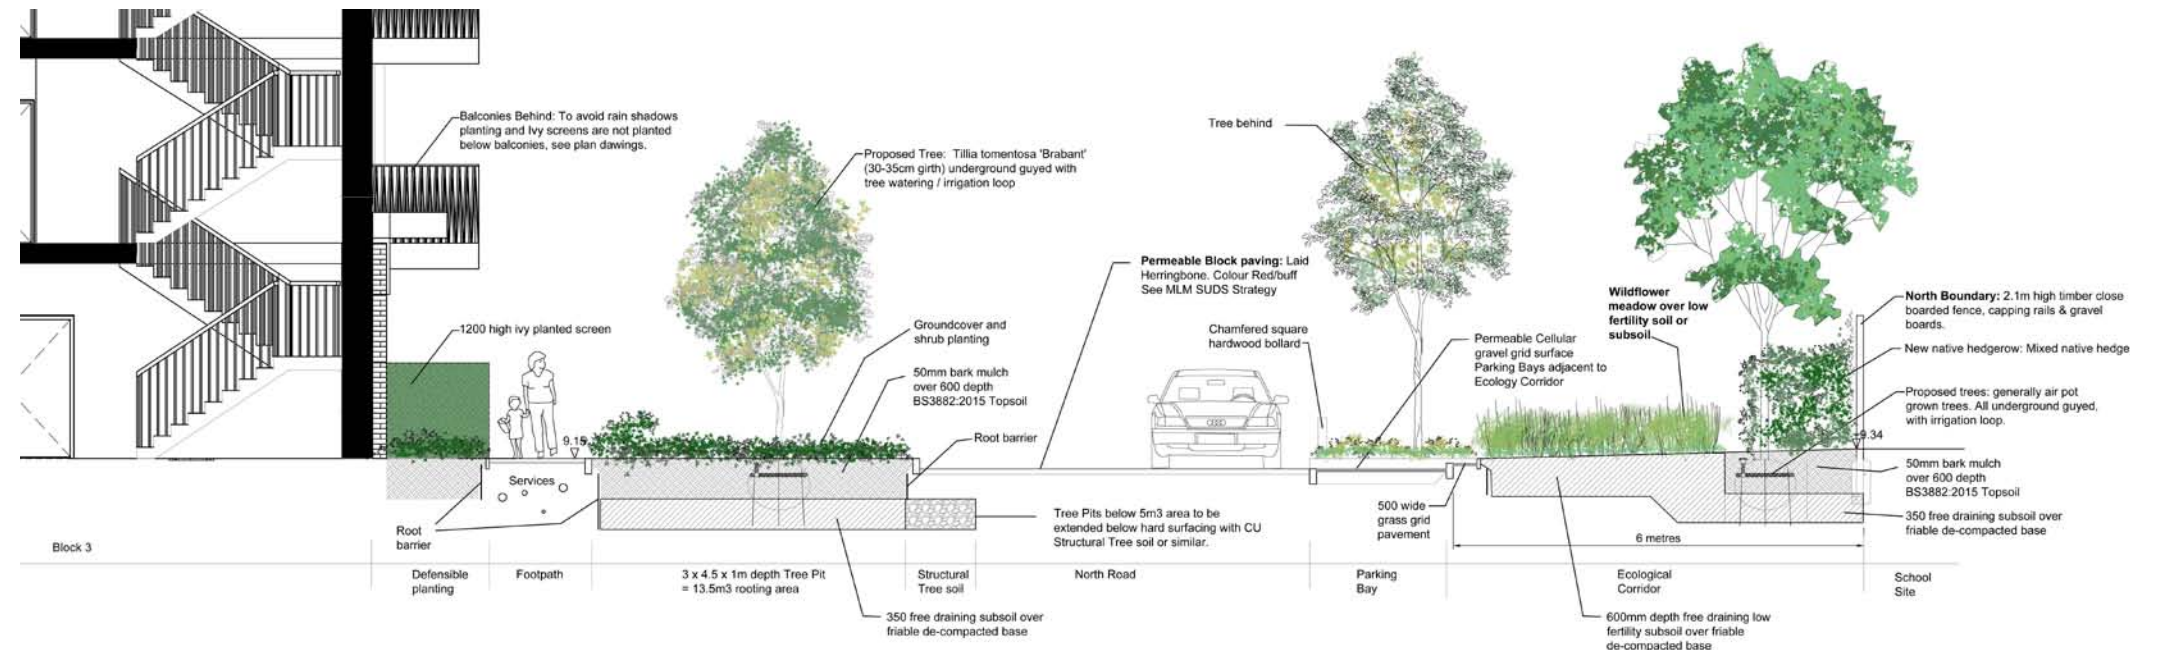 Balconies Behind: To avoid rain shadows
planting and Ivy screens are not planted
below balconies, see plan dawings.
Proposed Tree:  Tillia tomentosa 'Brabant'
(30-35cm girth) underground guyed with
tree watering / irrigation loop
Tree behind
Permeable Block paving: Laid
Herringbone. Colour Red/buff
See MLM SUDS Strategy
Wildflower
meadow over low
fertility soil or
subsoil
North Boundary: 2.1m high timber close
boarded fence, capping rails & gravel
boards.
1200 high ivy planted screen
Groundcover and
shrub planting
Chamfered square
hardwood bollard
Permeable Cellular
gravel grid surface
Parking Bays adjacent to
Ecology Corridor
New native hedgerow: Mixed native hedge
50mm bark mulch
over 600 depth
BS3882:2015 Topsoil
Proposed trees: generally air pot
grown trees. All underground guyed,
with irrigation loop.
Root barrier
9.15
9.34
Services
50mm bark mulch
over 600 depth
BS3882:2015 Topsoil
Root
barrier
Tree Pits below 5m3 area to be
extended below hard surfacing with CU
Structural Tree soil or similar.
500 wide
grass grid
pavement
350 free draining subsoil over
friable de-compacted base
6 metres
Block 3
Defensible
planting
Footpath
3 x 4.5 x 1m depth Tree Pit
= 13.5m3 rooting area
Structural
Tree soil
North Road
Parking
Bay
Ecological
Corridor
School
Site
350 free draining subsoil over
friable de-compacted base
600mm depth free draining low
fertility subsoil over friable
de-compacted base